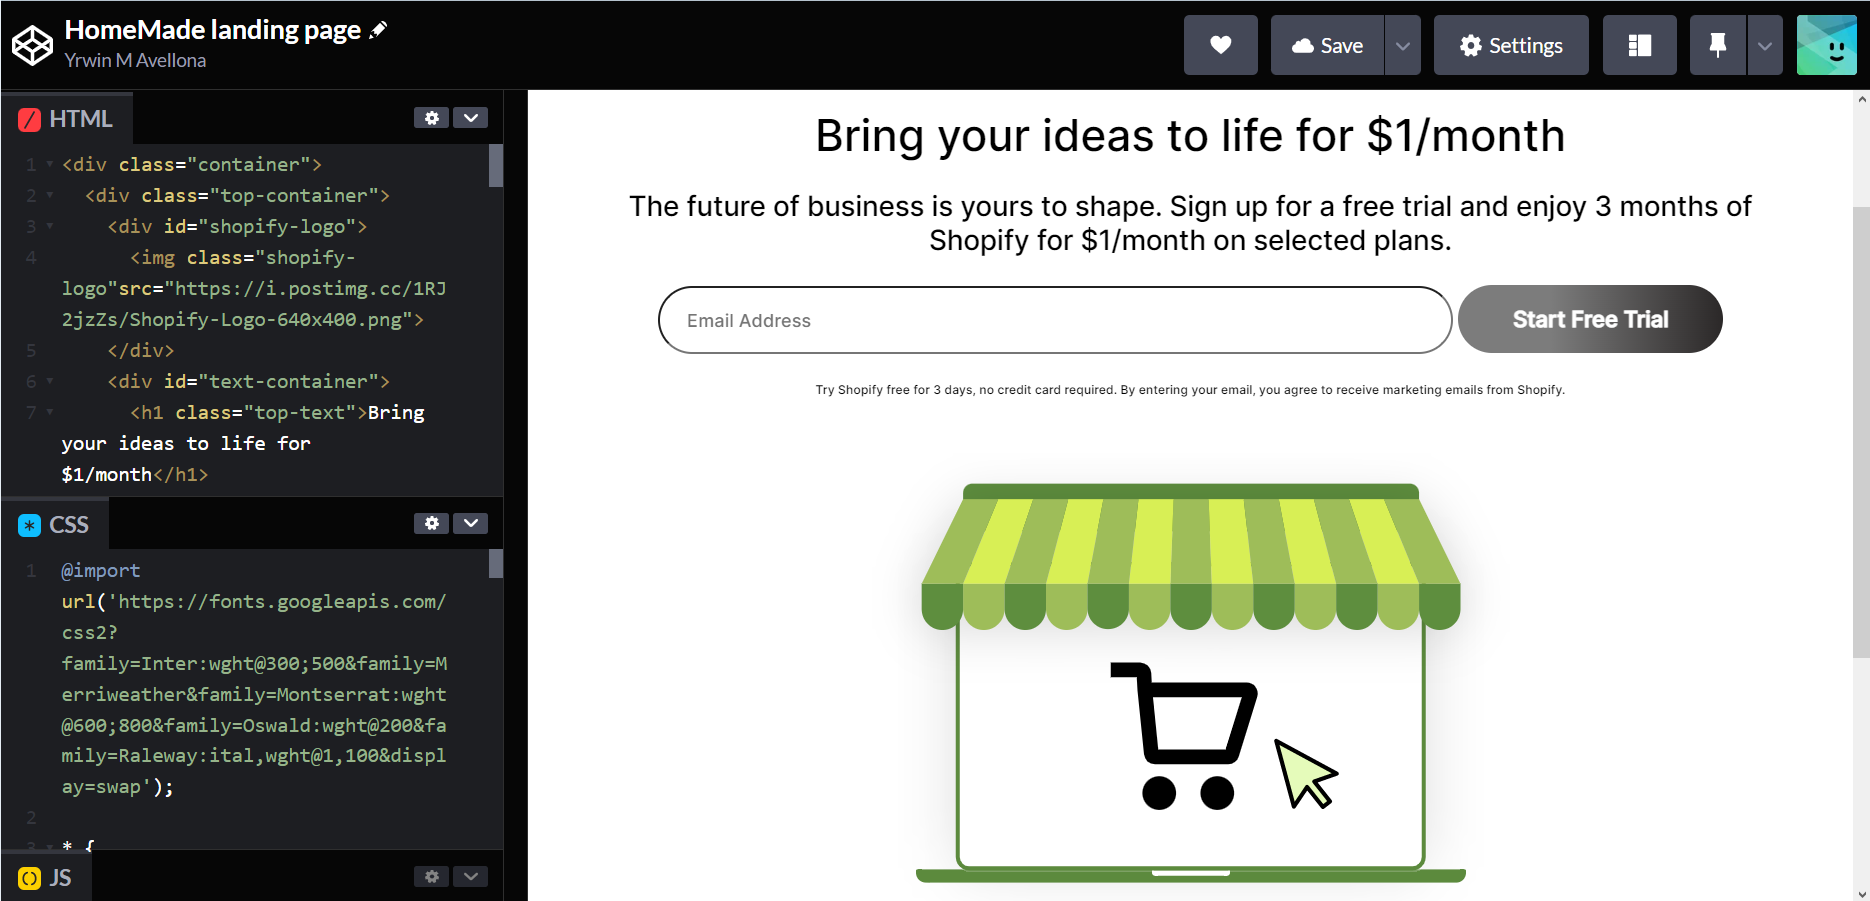 HomeMade landing page
Yrwin M Avellona
Save
Settings
HTML
1 <div class="container">
2 <div class="top-container">
3 <div id="shopify-logo">
4 <img class="shopify-
logo"src="https://i.postimg.cc/1RJ
2jzZs/Shopify-Logo-640x400.png">
5 </div>
6 <div id="text-container">
7 <h1 class="top-text">Bring
your ideas to life for
$1/month</h1>
CSS
1 @import
url('https://fonts.googleapis.com/
css2?
family=Inter:wght@300;500&family=M
erriweather&family=Montserrat:wght
@600;800&family=Oswald:wght@200&fa
mily=Raleway:ital,wght@1,100&displ
ay=swap');
2
3 * {
JS
Bring your ideas to life for $1/month
The future of business is yours to shape. Sign up for a free trial and enjoy 3 months of
Shopify for $1/month on selected plans.
Email Address
Start Free Trial
Try Shopify free for 3 days, no credit card required. By entering your email, you agree to receive marketing emails from Shopify.